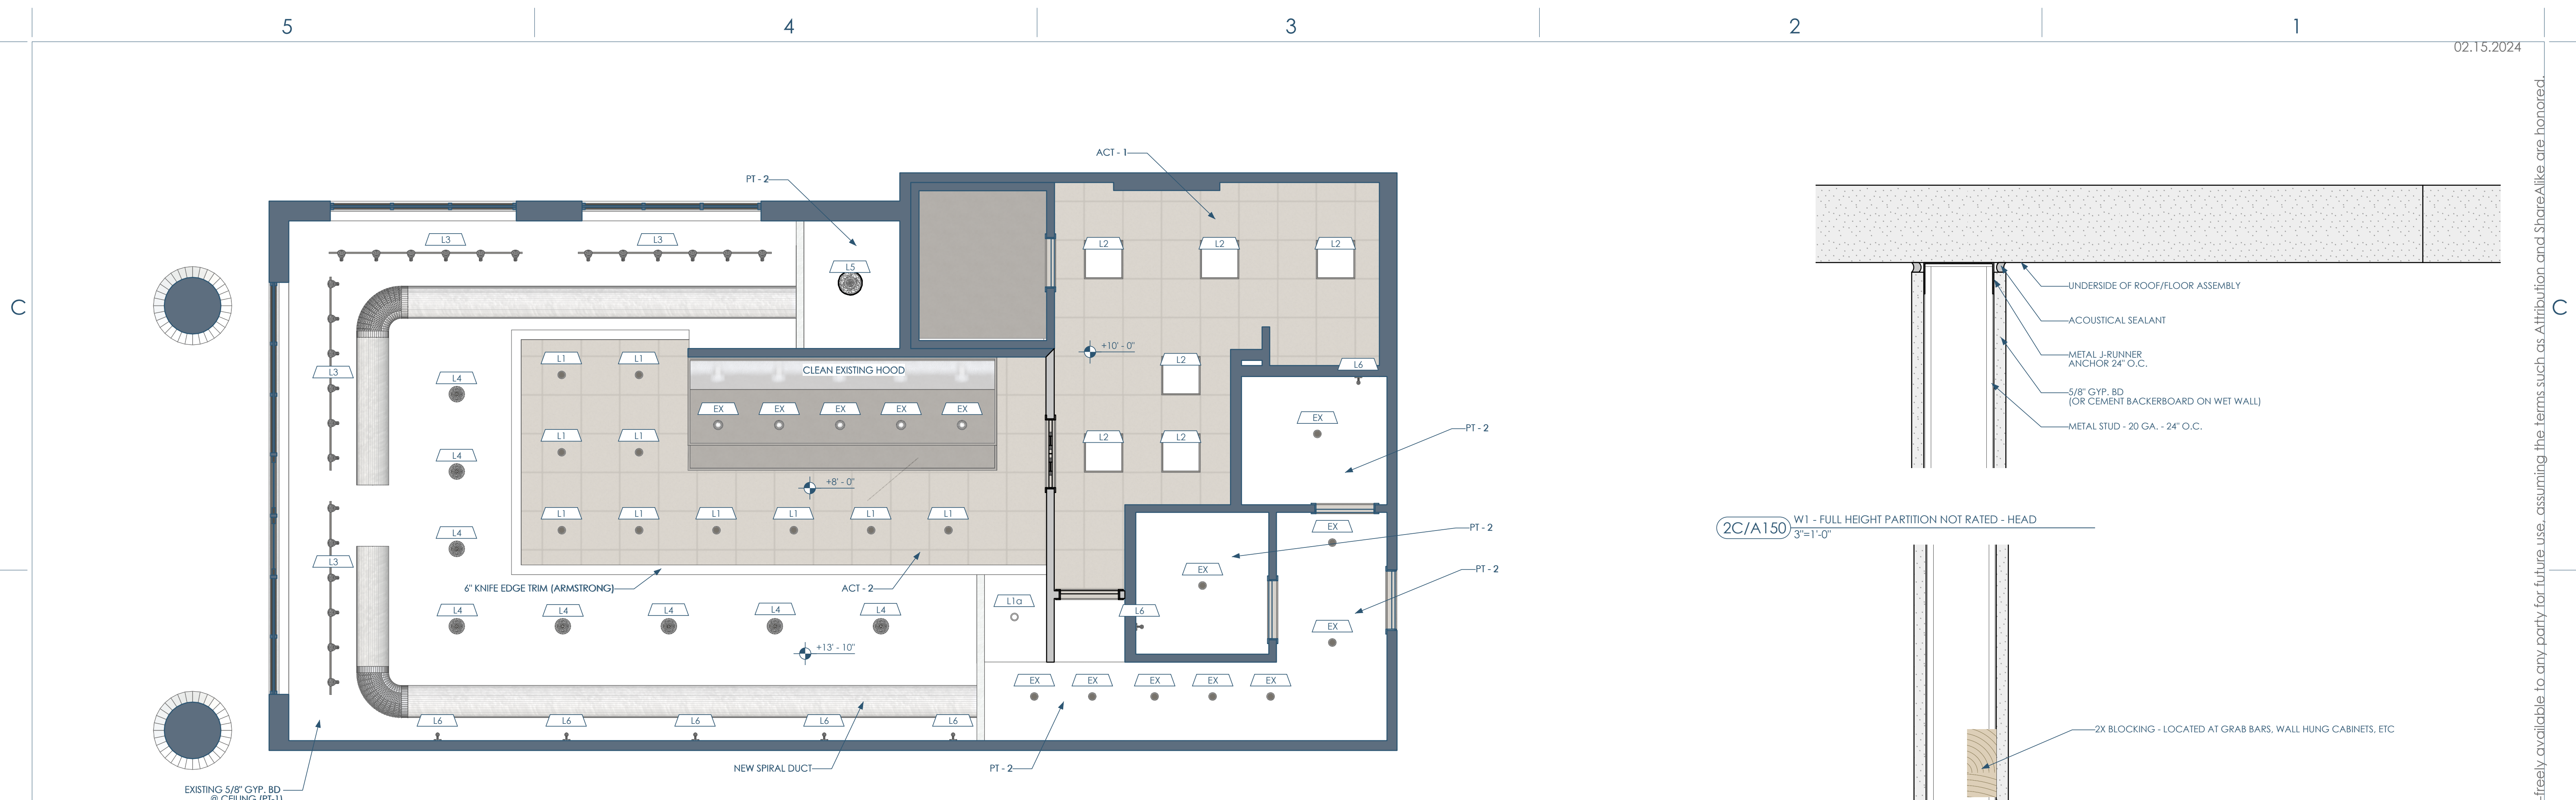 5
4
3
2
1
02.15.2024
C
C
ACT - 1
PT - 2
L3
L3
L5
L2
L2
L2
+10' - 0"
L1
L1
CLEAN EXISTING HOOD
L2
L6
L3
L4
EX
EX
EX
EX
EX
EX
PT - 2
L1
L1
L4
L2
L2
+8' - 0"
L1
L1
L1
L1
L1
L1
L4
EX
PT - 2
L3
EX
PT - 2
6" KNIFE EDGE TRIM (ARMSTRONG)
ACT - 2
L4
L4
L4
L4
L4
L1a
L6
EX
+13' - 10"
EX
EX
EX
EX
EX
L6
L6
L6
L6
L6
NEW SPIRAL DUCT
PT - 2
EXISTING 5/8" GYP. BD
@ CEILING (PT-1)
UNDERSIDE OF ROOF/FLOOR ASSEMBLY
ACOUSTICAL SEALANT
METAL J-RUNNER
ANCHOR 24" O.C.
5/8" GYP. BD
(OR CEMENT BACKERBOARD ON WET WALL)
METAL STUD - 20 GA. - 24" O.C.
2C/A150
W1 - FULL HEIGHT PARTITION NOT RATED - HEAD
3"=1'-0"
2X BLOCKING - LOCATED AT GRAB BARS, WALL HUNG CABINETS, ETC
-freely available to any party for future use, assuming the terms such as Attribution and ShareAlike are honored.